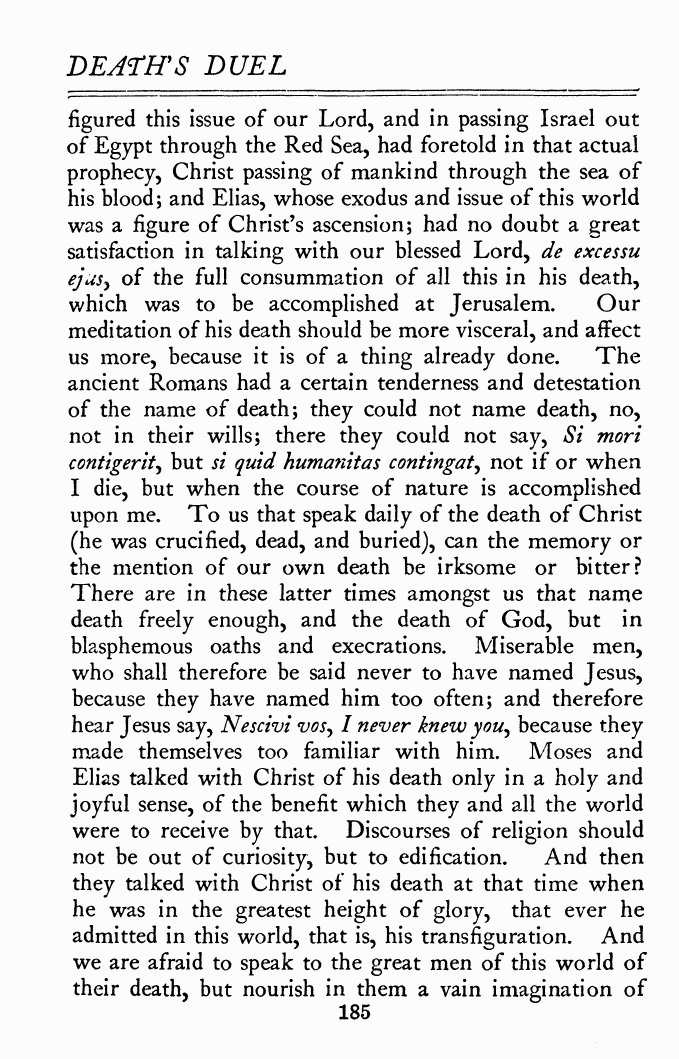 DEATH'S DUEL
figured this issue of our Lord, and in passing Israel out
of Egypt through the Red Sea, had foretold in that actual
prophecy, Christ passing of mankind through the sea of
his blood; and Elias, whose exodus and issue of this world
was a figure of Christ's ascension; had no doubt a great
satisfaction in talking with our blessed Lord, de excessu
ejus, of the full consummation of all this in his death,
which was to be accomplished at Jerusalem. Our
meditation of his death should be more visceral, and affect
us more, because it is of a thing already done. The
ancient Romans had a certain tenderness and detestation
of the name of death; they could not name death, no,
not in their wills; there they could not say, Si mori
contigerit, but si quid humanitas contingat, not if or when
I die, but when the course of nature is accomplished
upon me. To us that speak daily of the death of Christ
(he was crucified, dead, and buried), can the memory or
the mention of our own death be irksome or bitter?
There are in these latter times amongst us that name
death freely enough, and the death of God, but in
blasphemous oaths and execrations. Miserable men,
who shall therefore be said never to have named Jesus,
because they have named him too often; and therefore
hear Jesus say, Nescivi vos, I never knew you, because they
made themselves too familiar with him. Moses and
Elias talked with Christ of his death only in a holy and
joyful sense, of the benefit which they and all the world
were to receive by that. Discourses of religion should
not be out of curiosity, but to edification. And then
they talked with Christ of his death at that time when
he was in the greatest height of glory, that ever he
admitted in this world, that is, his transfiguration. And
we are afraid to speak to the great men of this world of
their death, but nourish in them a vain imagination of
185